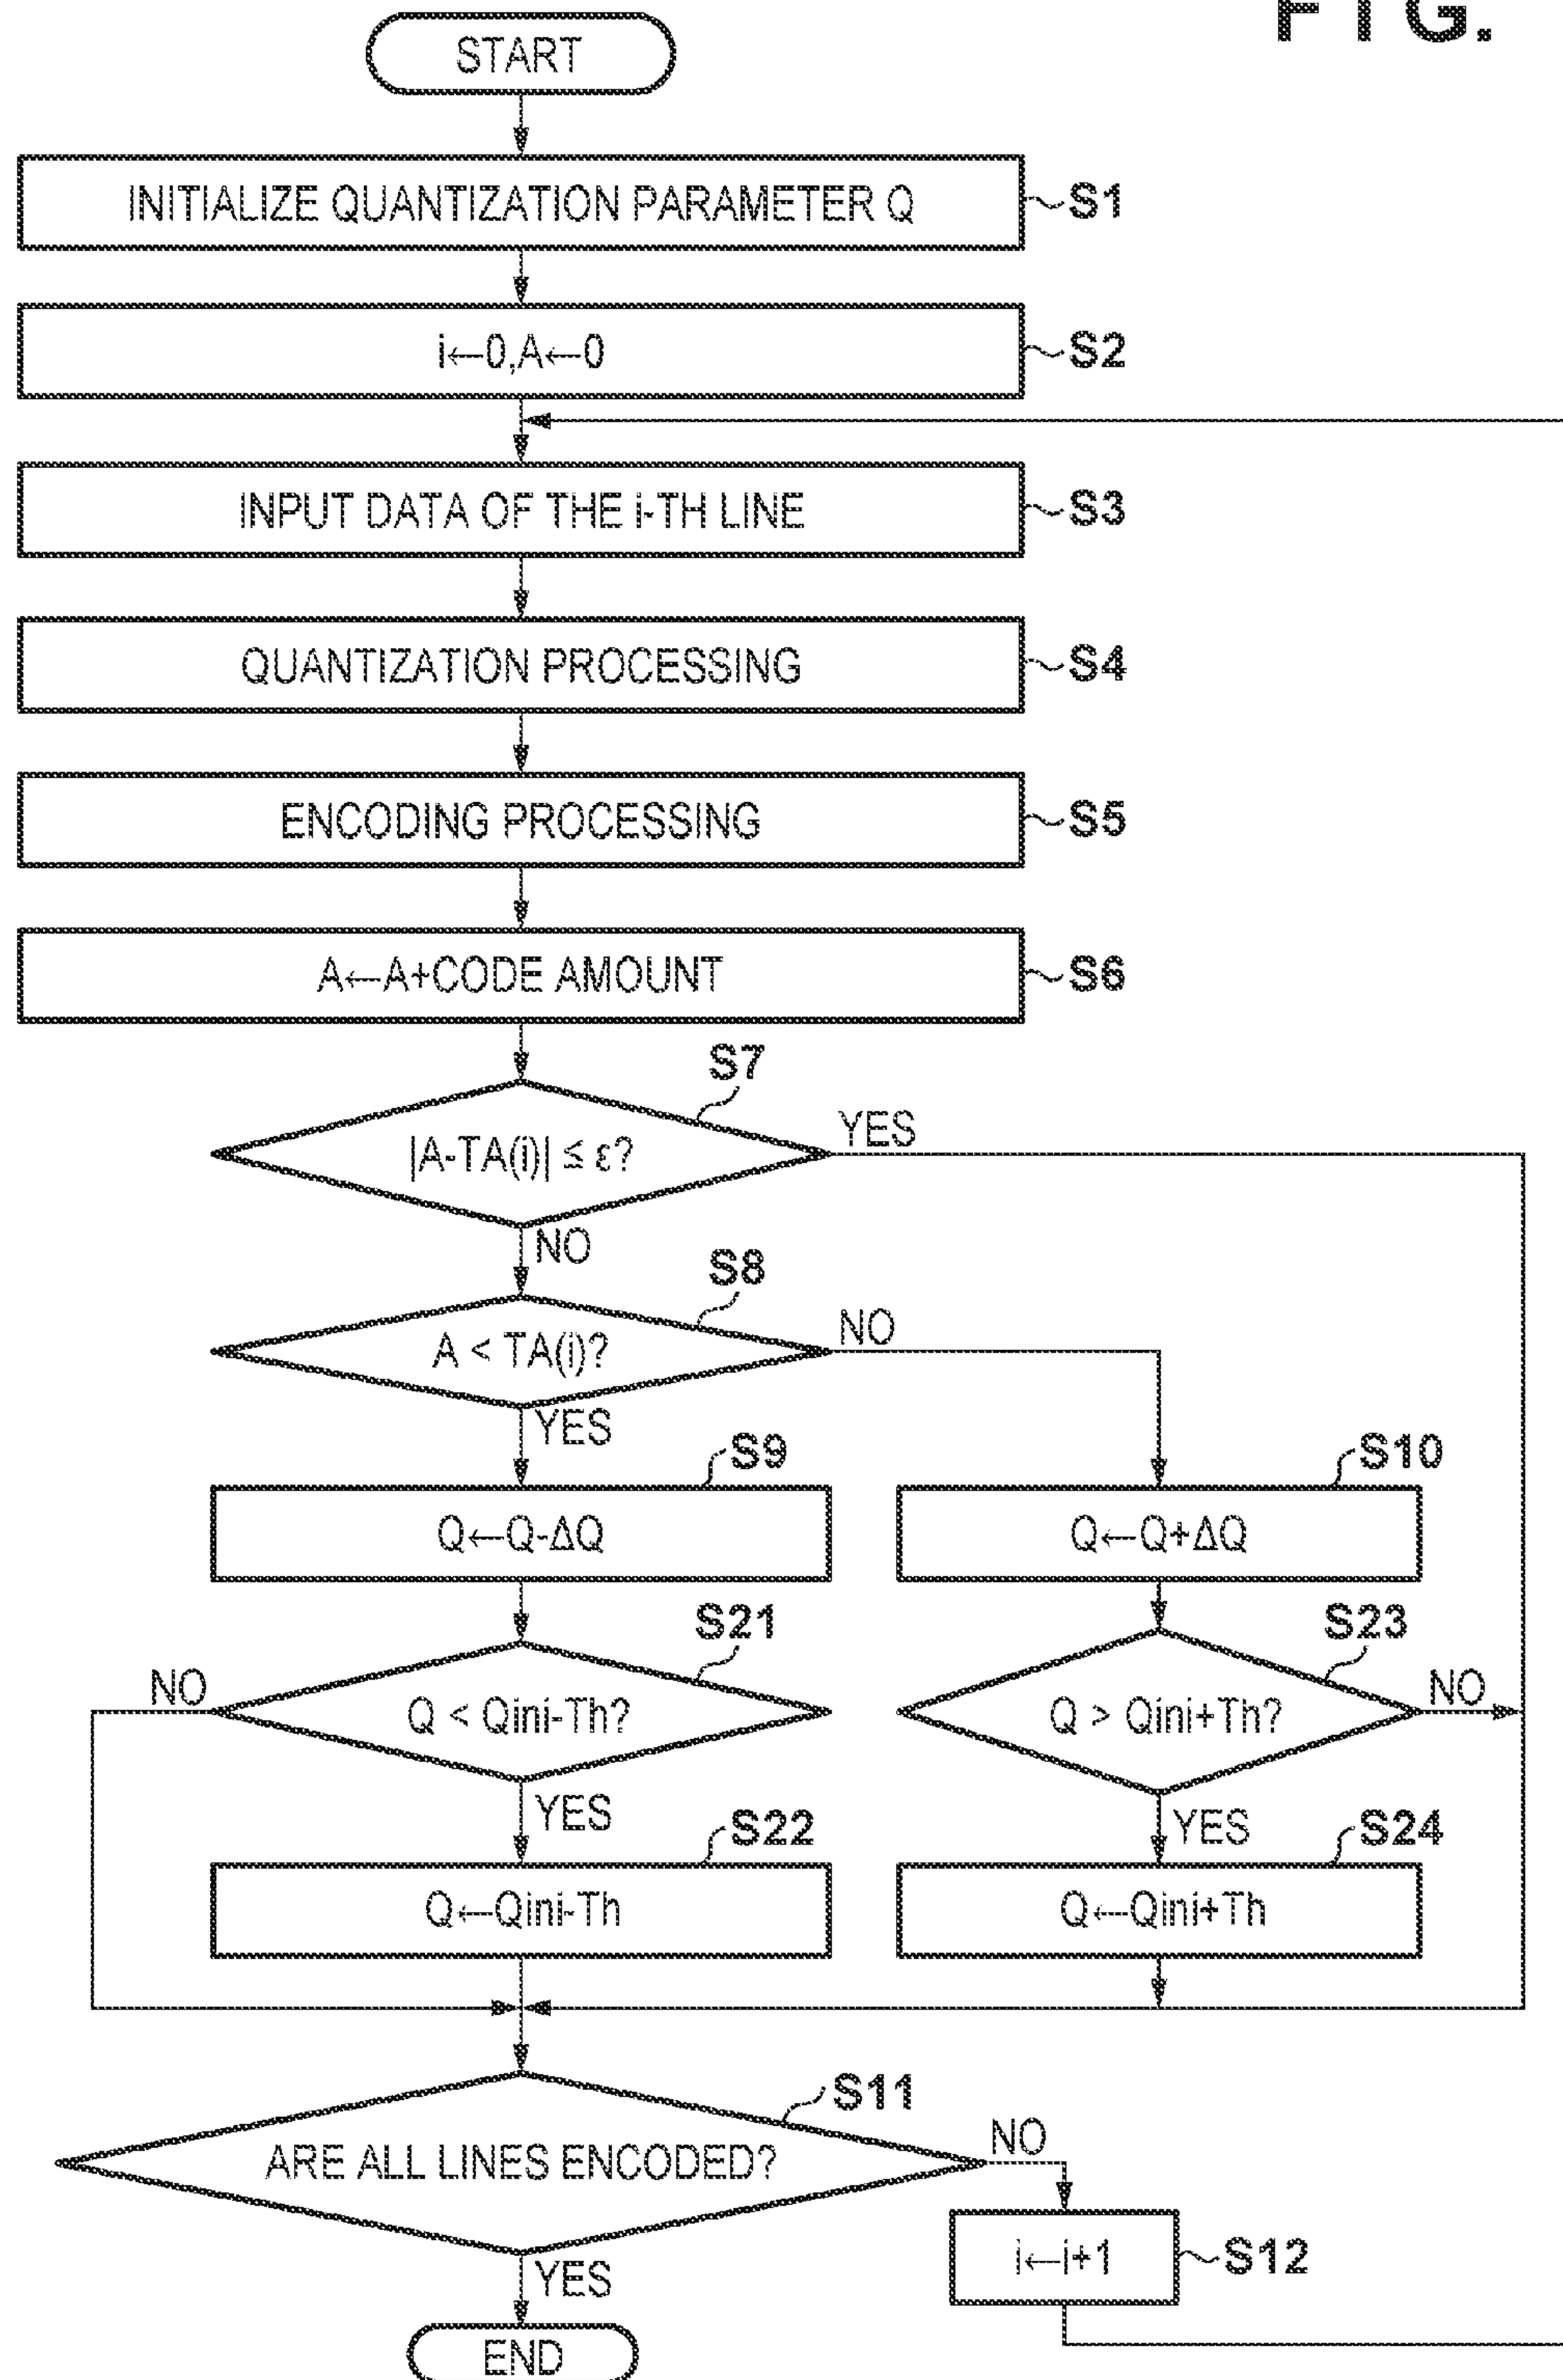 FIG.
START
INITIALIZE QUANTIZATION PARAMETER Q
S1
i←0,A←0
S2
INPUT DATA OF THE i-TH LINE
S3
QUANTIZATION PROCESSING
S4
ENCODING PROCESSING
S5
A←A+CODE AMOUNT
S6
S7
|A-TA(i)| ≦ ε?
YES
NO
S8
A < TA(i)?
NO
YES
S9
Q←Q-ΔQ
S10
Q←Q+ΔQ
S21
NO
Q < Qini-Th?
S23
Q > Qini+Th?
NO
YES
S22
Q←Qini-Th
YES
S24
Q←Qini+Th
S11
ARE ALL LINES ENCODED?
NO
i←i+1
S12
YES
END